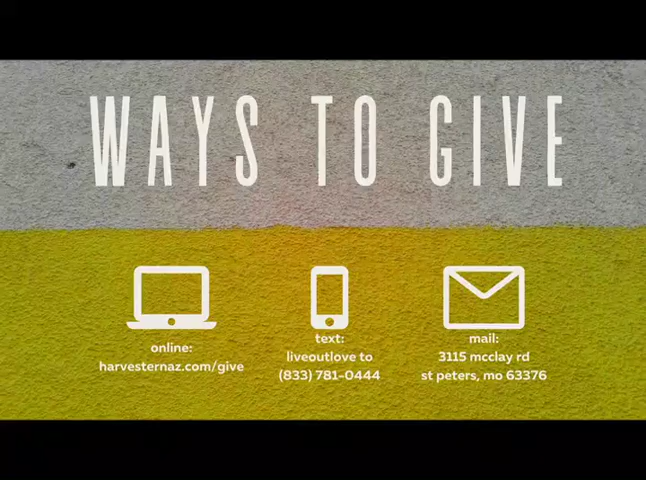 WAYS TO GIVE
online:
harvesternaz.com/give
text:
liveoutlove to
(833) 781-0444
mail:
3115 mcclay rd
st peters, mo 63376